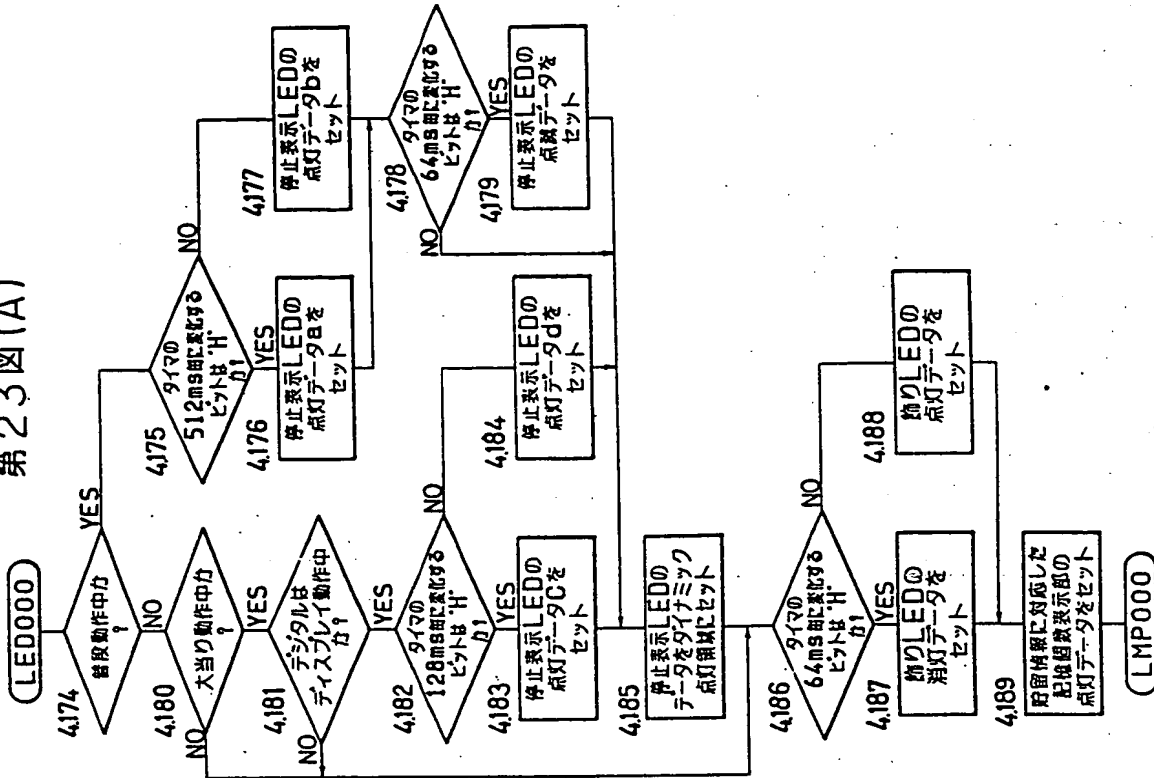 第23図(A)
LED000
4.174
普段動作中か
?
YES
NO
4.175
タイマの
512ms毎に変化する
ビットは"H"
か?
NO
YES
4.176
停止表示LEDの
点灯データaを
セット
4.177
停止表示LEDの
点灯データbを
セット
4.178
タイマの
64ms毎に変化する
ビットは"H"
か?
NO
YES
4.179
停止表示LEDの
点滅データを
セット
4.180
大当り動作中か
?
NO
YES
4.181
デジタルは
ディスプレイ動作中
か?
NO
YES
4.182
タイマの
128ms毎に変化する
ビットは"H"
か?
NO
YES
4.183
停止表示LEDの
点灯データCを
セット
4.184
停止表示LEDの
点灯データdを
セット
4.185
停止表示LEDの
データをダイナミック
点灯領域にセット
4.186
タイマの
64ms毎に変化する
ビットは"H"
か?
NO
YES
4.187
飾りLEDの
消灯データを
セット
4.188
飾りLEDの
点灯データを
セット
4.189
貯留情報に対応した
記憶個数表示部の
点灯データをセット
LMP000